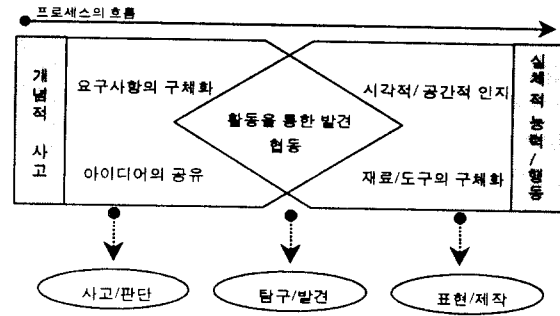 프로세스의 흐름
개념적 사고
요구사항의 구체화
아이디어의 공유
활동을 통한 발견
협동
시각적/공간적 인지
재료/도구의 구체화
실체적 능력/행동
사고/판단
탐구/발견
표현/제작